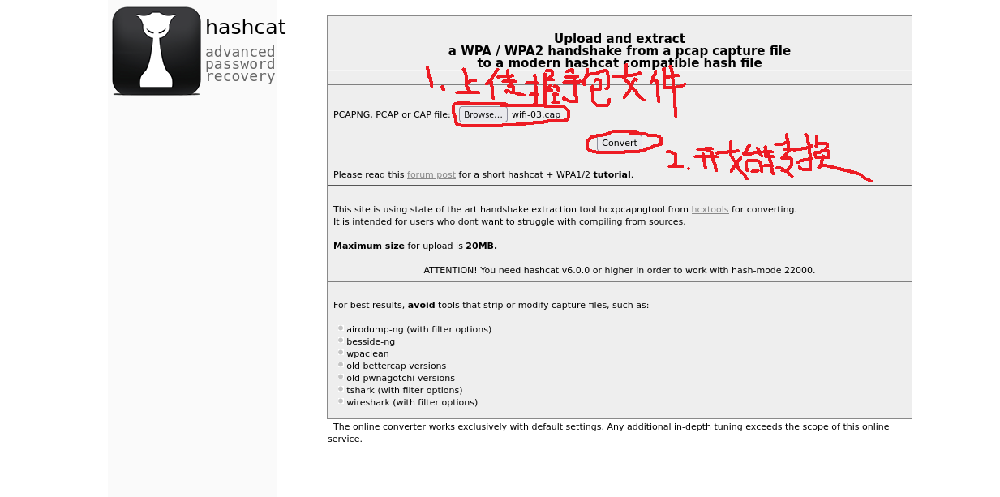 hashcat
advanced
password
recovery
Upload and extract
a WPA / WPA2 handshake from a pcap capture file
to a modern hashcat compatible hash file
1.上传握手包文件
PCAPNG, PCAP or CAP file: Browse... wifi-03.cap
Convert
2.开始转换
Please read this forum post for a short hashcat + WPA1/2 tutorial.
This site is using state of the art handshake extraction tool hcxpcapngtool from hcxtools for converting.
It is intended for users who dont want to struggle with compiling from sources.
Maximum size for upload is 20MB.
ATTENTION! You need hashcat v6.0.0 or higher in order to work with hash-mode 22000.
For best results, avoid tools that strip or modify capture files, such as:
airodump-ng (with filter options)
besside-ng
wpaclean
old bettercap versions
old pwnagotchi versions
tshark (with filter options)
wireshark (with filter options)
The online converter works exclusively with default settings. Any additional in-depth tuning exceeds the scope of this online
service.